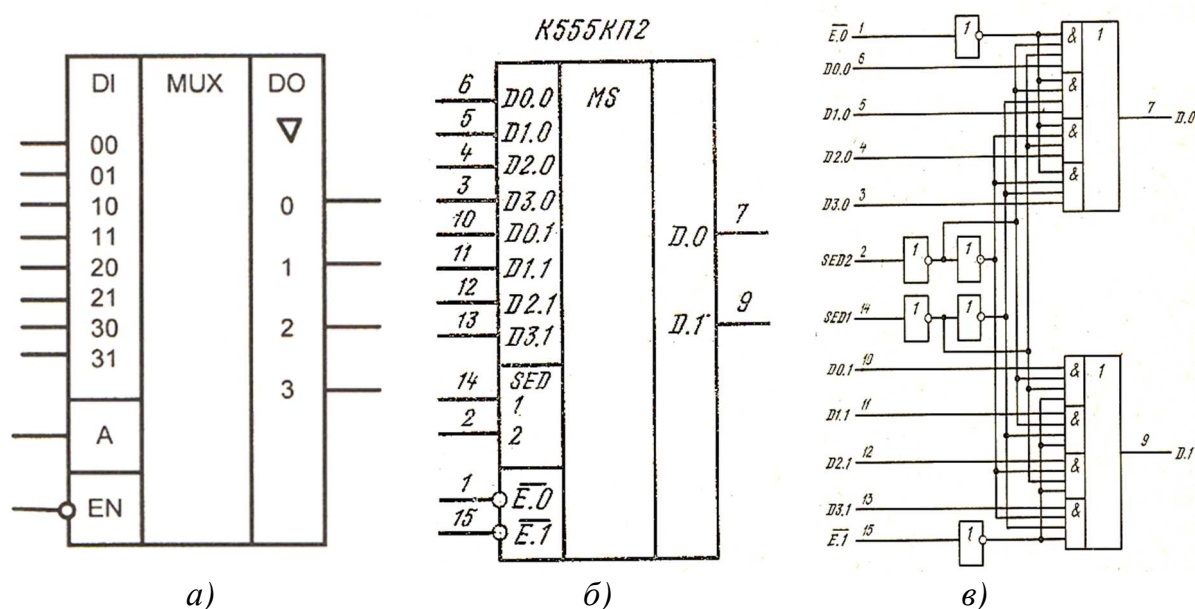 DI MUX DO
00
01
10
11
20
21
30
31
0
1
2
3
A
EN
а)
К555КП2
MS
6 D0.0
5 D1.0
4 D2.0
3 D3.0
10 D0.1
11 D1.1
12 D2.1
13 D3.1
SED
14 1
2 2
1 E.0
15 E.1
D.0 7
D.1 9
б)
E.0 1
D0.0 6
D1.0 5
D2.0 4
D3.0 3
SED2 2
SED1 14
D0.1 10
D1.1 11
D2.1 12
D3.1 13
E.1 15
1
& 1
&
&
&
7 D.0
1 1
1 1
& 1
&
&
&
9 D.1
1
в)